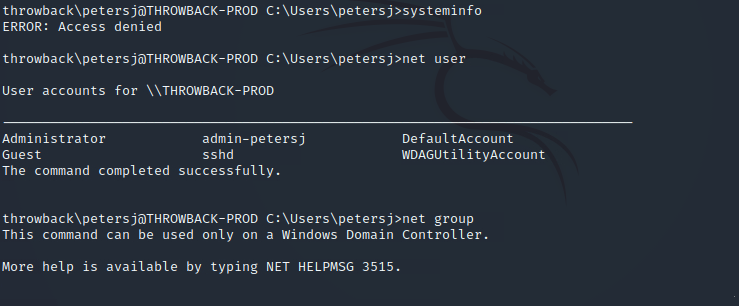 throwback\petersj@THROWBACK-PROD C:\Users\petersj>systeminfo
ERROR: Access denied
throwback\petersj@THROWBACK-PROD C:\Users\petersj>net user
User accounts for \\THROWBACK-PROD
-------------------------------------------------------------------------------
Administrator            admin-petersj            DefaultAccount
Guest                    sshd                     WDAGUtilityAccount
The command completed successfully.
throwback\petersj@THROWBACK-PROD C:\Users\petersj>net group
This command can be used only on a Windows Domain Controller.
More help is available by typing NET HELPMSG 3515.